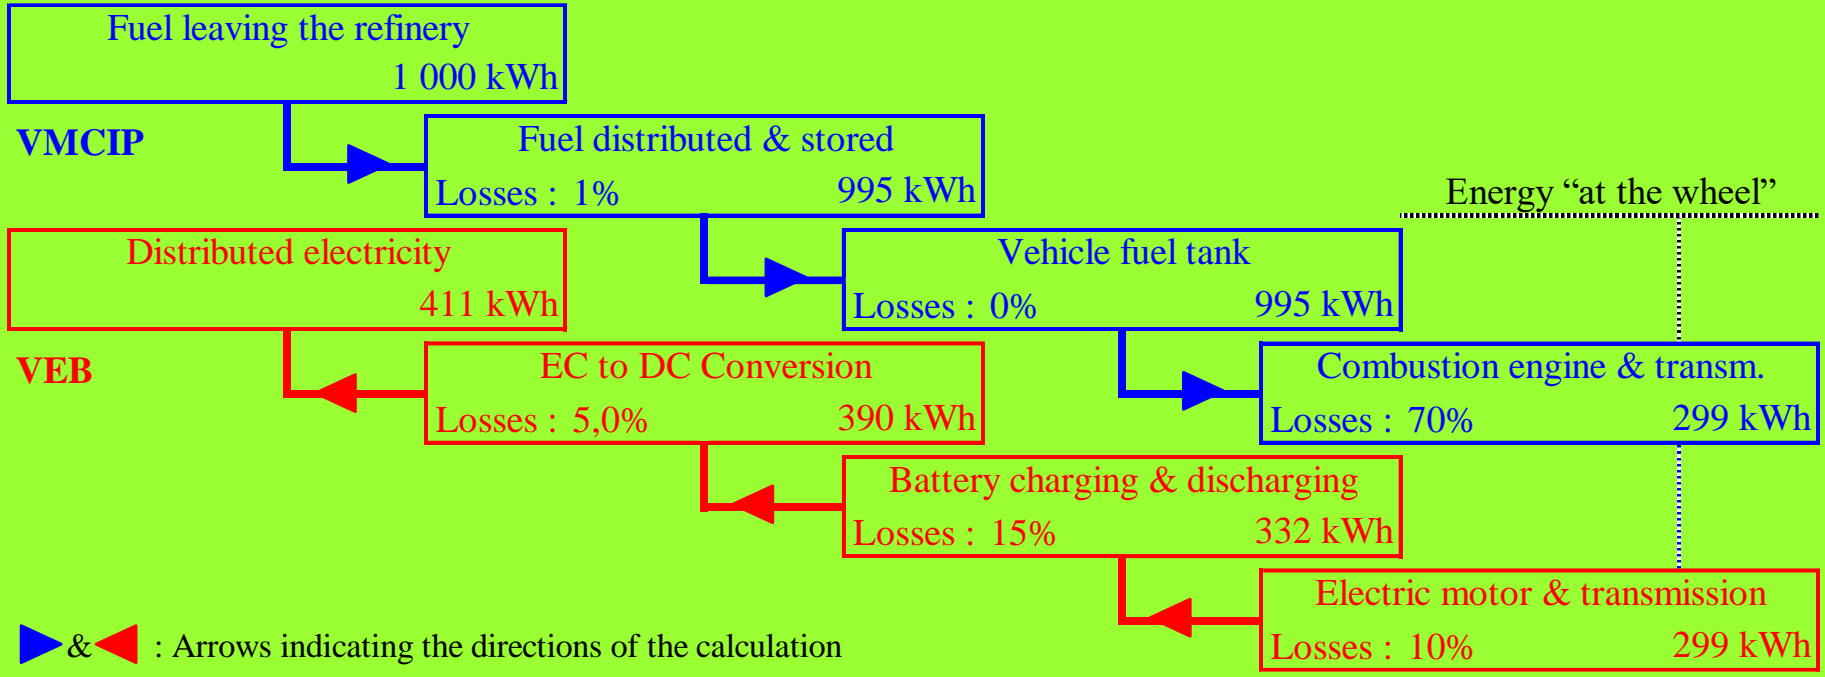 Fuel leaving the refinery
1 000 kWh
VMCIP
Fuel distributed & stored
Losses : 1% 995 kWh
Energy “at the wheel”
Distributed electricity
411 kWh
Vehicle fuel tank
Losses : 0% 995 kWh
VEB
EC to DC Conversion
Losses : 5,0% 390 kWh
Combustion engine & transm.
Losses : 70% 299 kWh
Battery charging & discharging
Losses : 15% 332 kWh
Electric motor & transmission
Losses : 10% 299 kWh
& : Arrows indicating the directions of the calculation